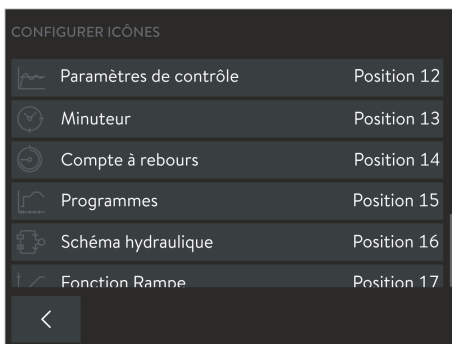 CONFIGURER ICÔNES
Paramètres de contrôle Position 12
Minuteur Position 13
Compte à rebours Position 14
Programmes Position 15
Schéma hydraulique Position 16
Fonction Rampe Position 17